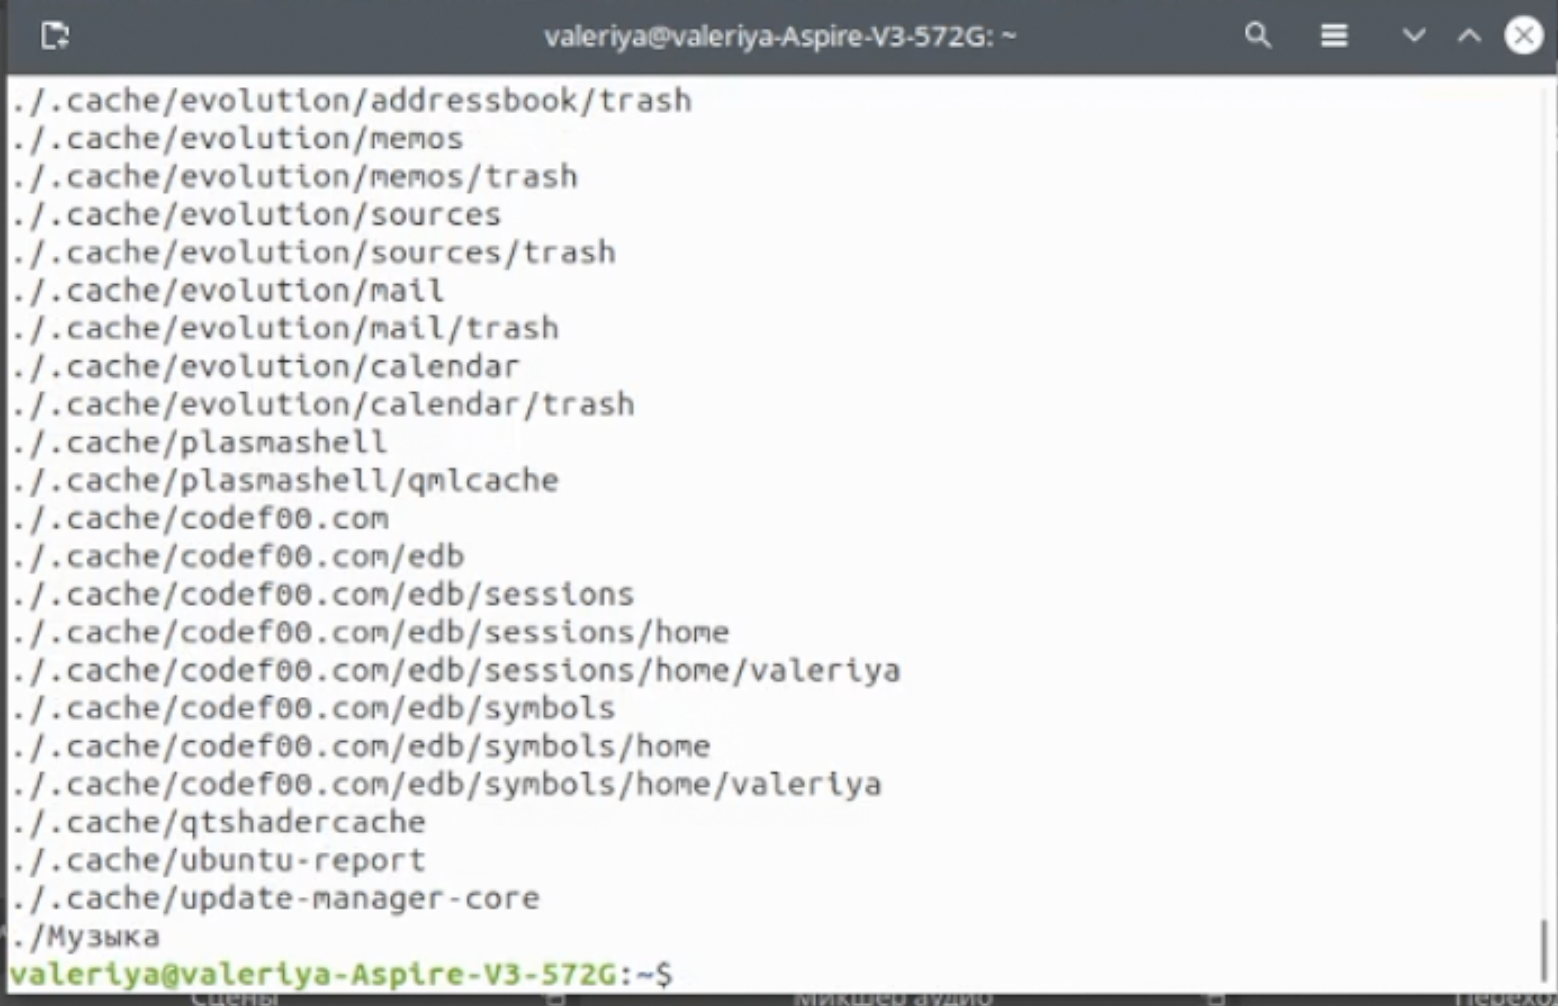 valeriya@valeriya-Aspire-V3-572G: ~
./.cache/evolution/addressbook/trash
./.cache/evolution/memos
./.cache/evolution/memos/trash
./.cache/evolution/sources
./.cache/evolution/sources/trash
./.cache/evolution/mail
./.cache/evolution/mail/trash
./.cache/evolution/calendar
./.cache/evolution/calendar/trash
./.cache/plasmashell
./.cache/plasmashell/qmlcache
./.cache/codef00.com
./.cache/codef00.com/edb
./.cache/codef00.com/edb/sessions
./.cache/codef00.com/edb/sessions/home
./.cache/codef00.com/edb/sessions/home/valeriya
./.cache/codef00.com/edb/symbols
./.cache/codef00.com/edb/symbols/home
./.cache/codef00.com/edb/symbols/home/valeriya
./.cache/qtshadercache
./.cache/ubuntu-report
./.cache/update-manager-core
./Музыка
valeriya@valeriya-Aspire-V3-572G:~$
Сцены Микшер аудио